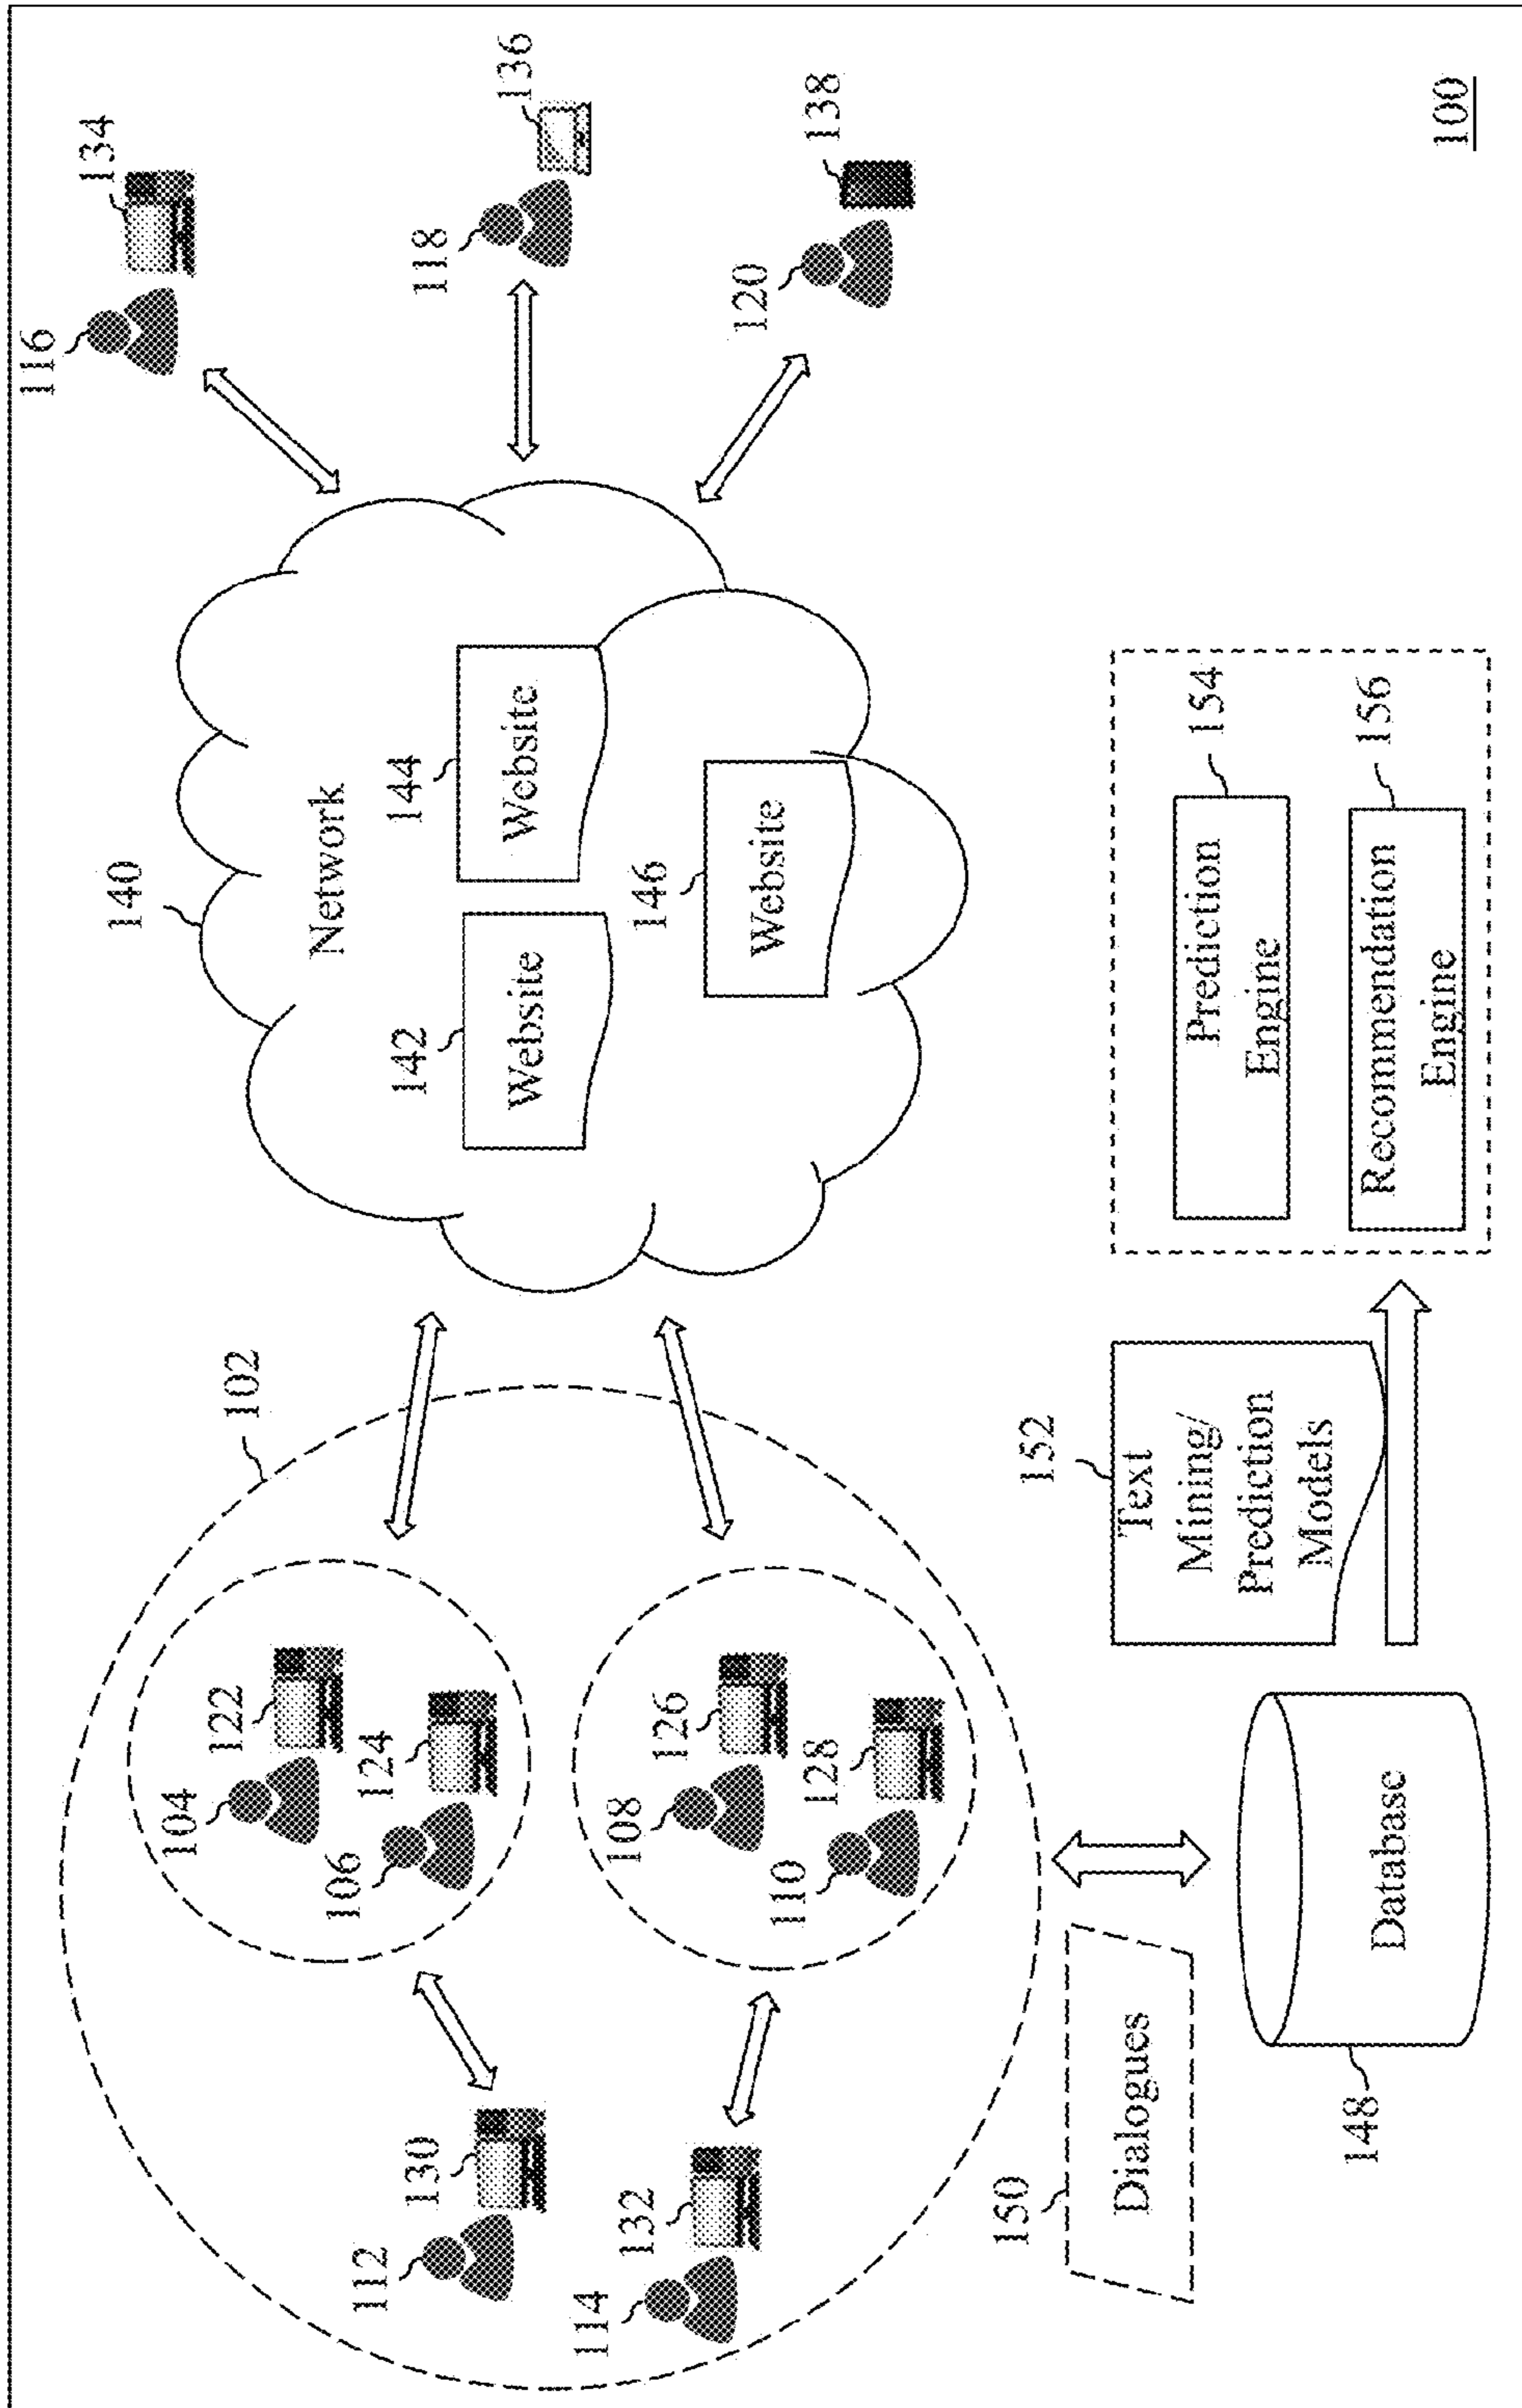 102
104
122
106
124
112
130
108
126
114
132
110
128
140
Network
142
Website
144
Website
146
Website
116
134
118
136
120
138
150
Dialogues
148
Database
152
Text
Mining/
Prediction
Models
Prediction
Engine
154
Recommendation
Engine
156
100